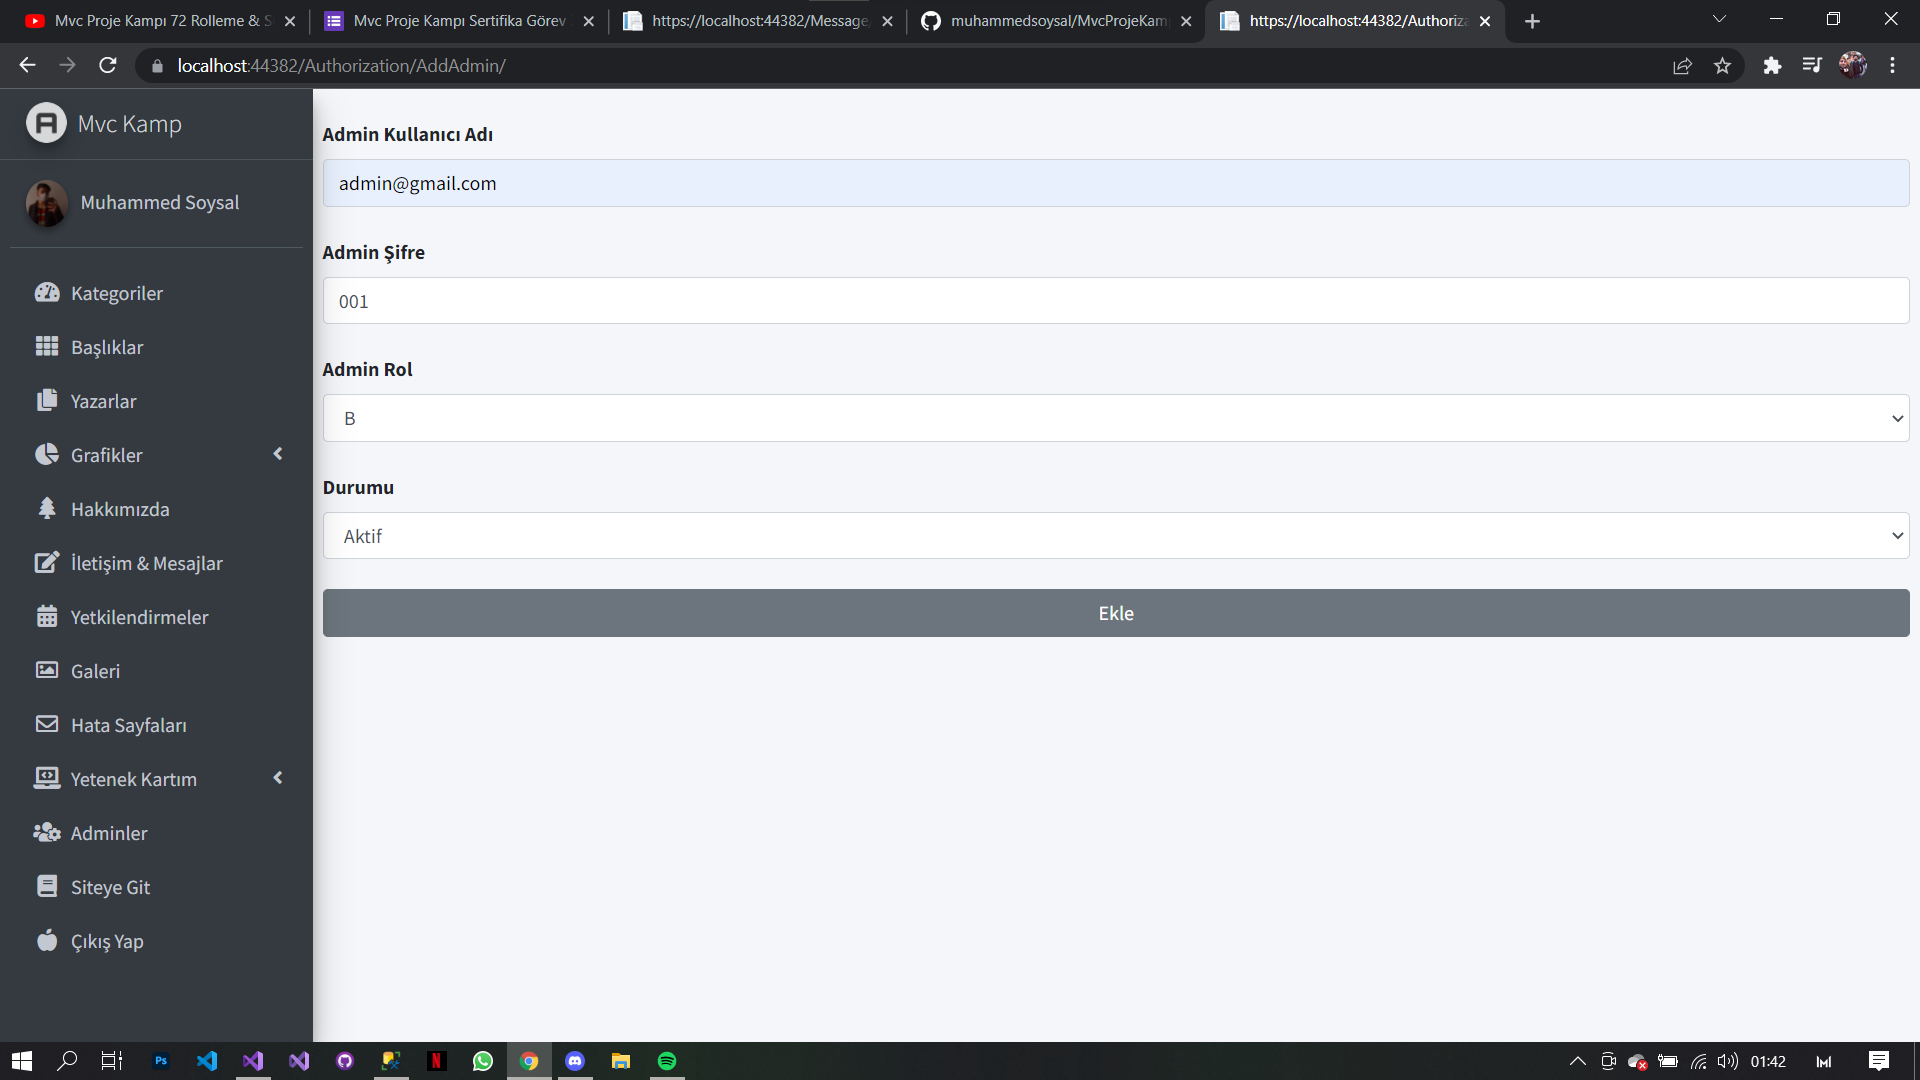 Mvc Proje Kampı 72 Rolleme & S
Mvc Proje Kampı Sertifika Görev
https://localhost:44382/Message
muhammedsoysal/MvcProjeKam
https://localhost:44382/Authoriza
localhost:44382/Authorization/AddAdmin/
Mvc Kamp
Muhammed Soysal
Kategoriler
Başlıklar
Yazarlar
Grafikler
Hakkımızda
İletişim & Mesajlar
Yetkilendirmeler
Galeri
Hata Sayfaları
Yetenek Kartım
Adminler
Siteye Git
Çıkış Yap
Admin Kullanıcı Adı
admin@gmail.com
Admin Şifre
001
Admin Rol
B
Durumu
Aktif
Ekle
Ps
N
01:42